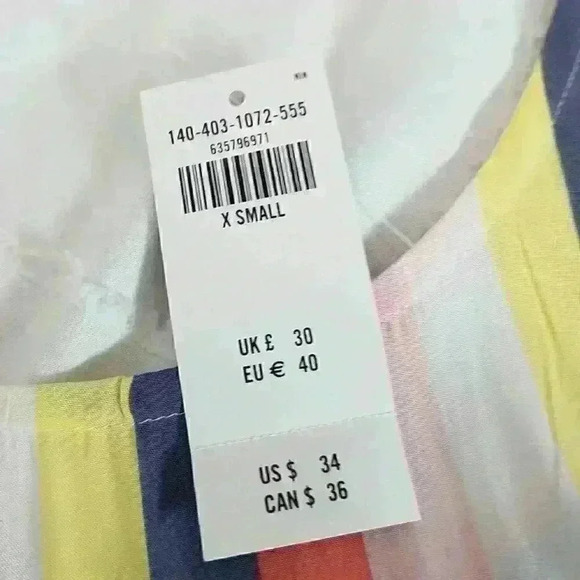 140-403-1072-555
635796971
X SMALL
UK £ 30
EU € 40
US $ 34
CAN $ 36